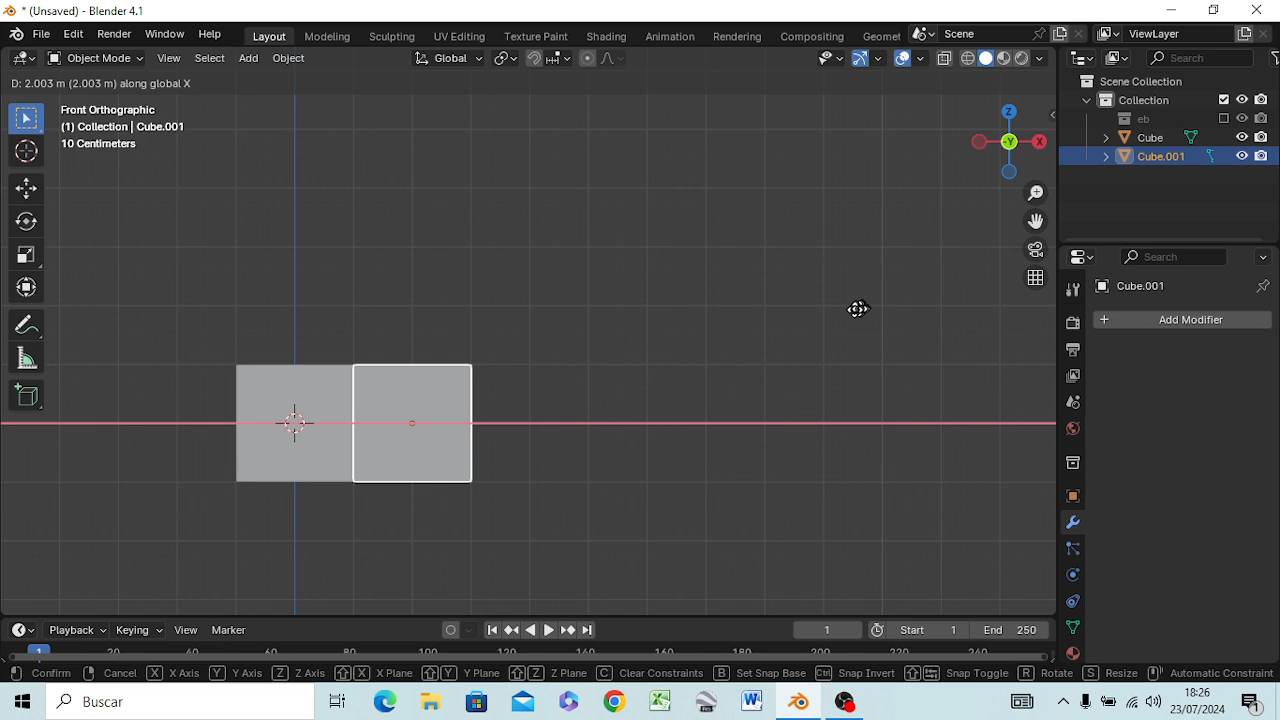 * (Unsaved) - Blender 4.1
File Edit Render Window Help Layout Modeling Sculpting UV Editing Texture Paint Shading Animation Rendering Compositing Geomet Scene ViewLayer
Object Mode View Select Add Object Global Search
D: 2.003 m (2.003 m) along global X
Scene Collection
Front Orthographic
Collection
(1) Collection | Cube.001
eb
10 Centimeters
Z
Cube
-Y X
Cube.001
Search
Cube.001
+ Add Modifier
Playback Keying View Marker 1 Start 1 End 250
1 20 40 60 80 100 120 140 160 180 200 220 240
Confirm Cancel X X Axis Y Y Axis Z Z Axis X X Plane Y Y Plane Z Z Plane C Clear Constraints B Set Snap Base Ctrl Snap Invert Snap Toggle R Rotate S Resize Automatic Constraint
Buscar
18:26
23/07/2024
1